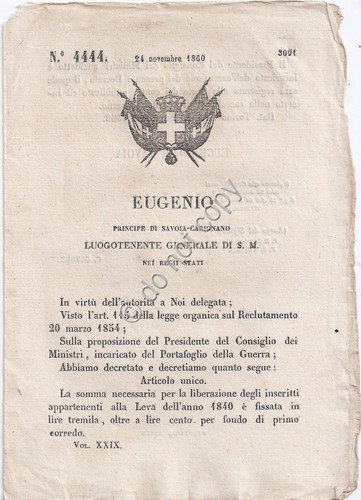 N.° 4444. 24 novembre 1860 3091
EUGENIO
PRINCIPE DI SAVOIA-CARIGNANO
LUOGOTENENTE GENERALE DI S. M.
NEI REGII STATI
In virtù dell'autorità a Noi delegata;
Visto l'art. 115 della legge organica sul Reclutamento
20 marzo 1854;
Sulla proposizione del Presidente del Consiglio dei
Ministri, incaricato del Portafoglio della Guerra;
Abbiamo decretato e decretiamo quanto segue:
Articolo unico.
La somma necessaria per la liberazione degli inscritti
appartenenti alla Leva dell'anno 1840 è fissata in
lire tremila, oltre a lire cento per fondo di primo
corredo.
VOL. XXIX.
do not copy